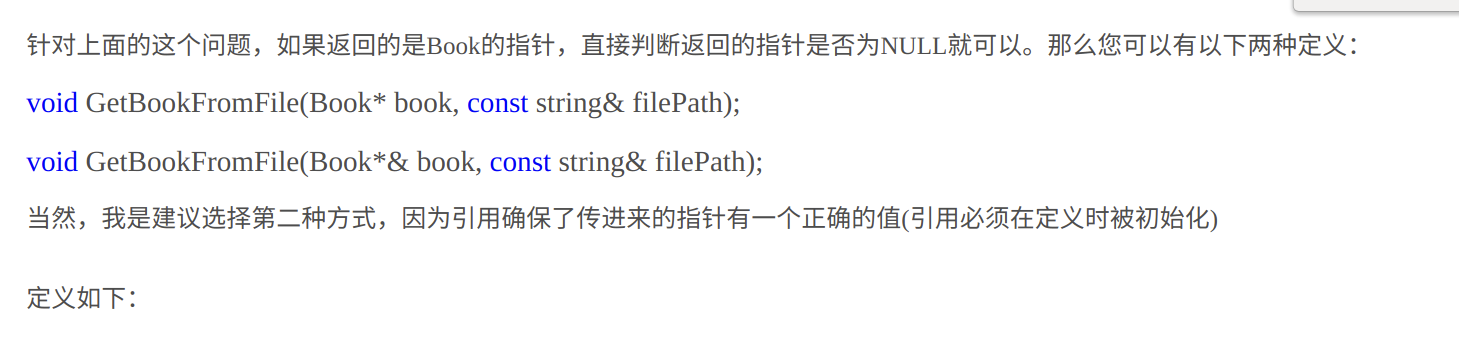 针对上面的这个问题，如果返回的是Book的指针，直接判断返回的指针是否为NULL就可以。那么您可以有以下两种定义：
void GetBookFromFile(Book* book, const string& filePath);
void GetBookFromFile(Book*& book, const string& filePath);
当然，我是建议选择第二种方式，因为引用确保了传进来的指针有一个正确的值(引用必须在定义时被初始化)
定义如下：